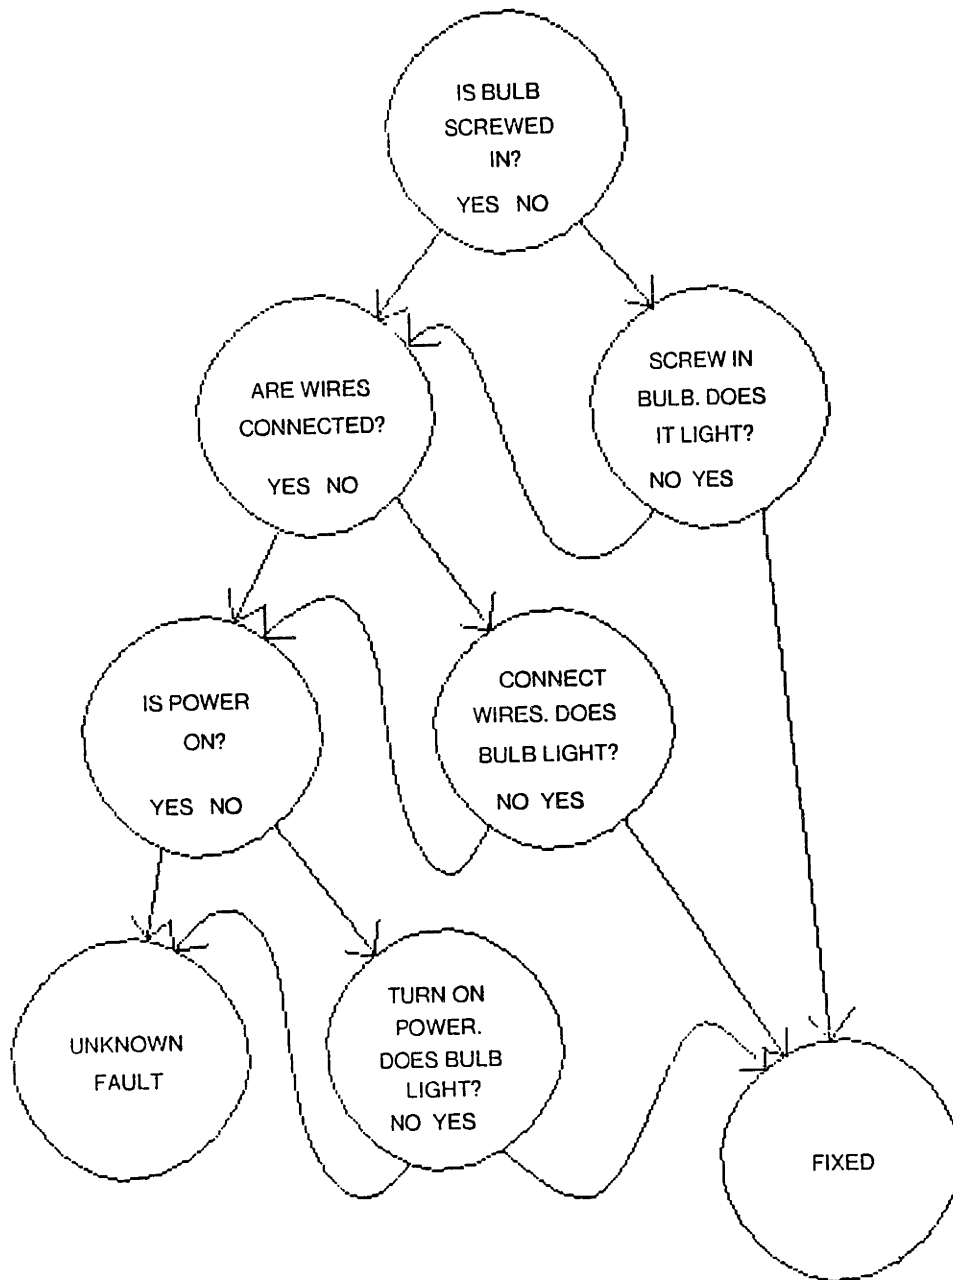 IS BULB
SCREWED
IN?
YES NO
ARE WIRES
CONNECTED?
YES NO
SCREW IN
BULB. DOES
IT LIGHT?
NO YES
IS POWER
ON?
YES NO
CONNECT
WIRES. DOES
BULB LIGHT?
NO YES
UNKNOWN
FAULT
TURN ON
POWER.
DOES BULB
LIGHT?
NO YES
FIXED